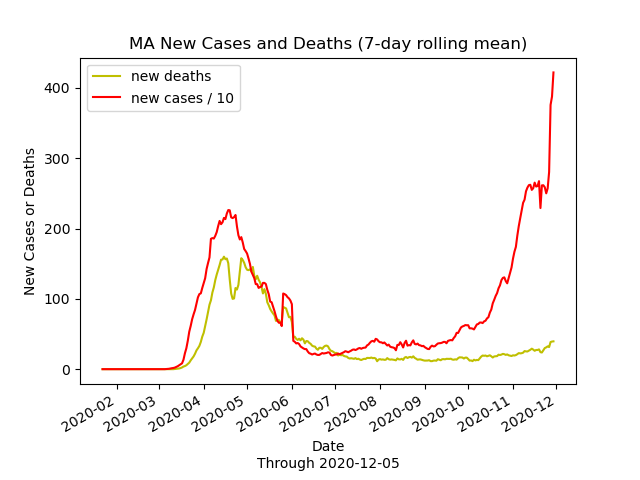 MA New Cases and Deaths (7-day rolling mean)
new deaths
new cases / 10
New Cases or Deaths
400
300
200
100
0
2020-02
2020-03
2020-04
2020-05
2020-06
2020-07
2020-08
2020-09
2020-10
2020-11
2020-12
Date
Through 2020-12-05